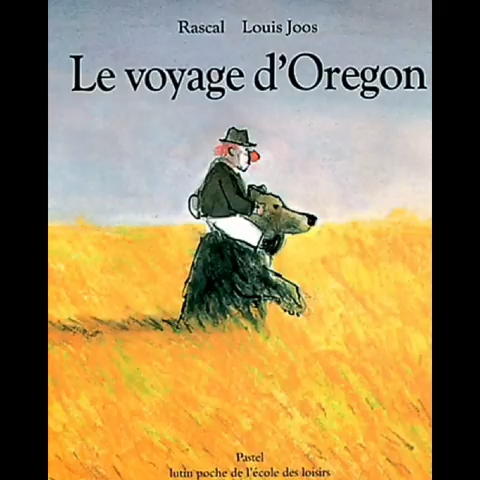 Rascal Louis Joos
Le voyage d'Oregon
Pastel
lutin poche de l'école des loisirs